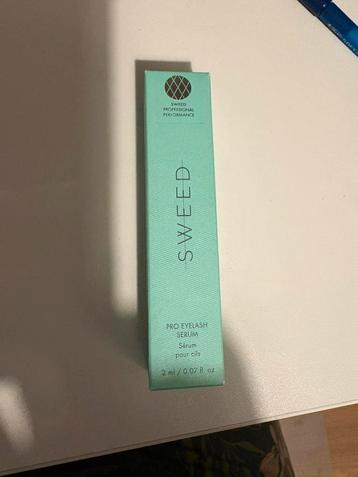 SWEED
PROFESSIONAL
PERFORMANCE
SWEED
PRO EYELASH
SERUM
Sérum
pour cils
2 ml / 0.07 fl. oz